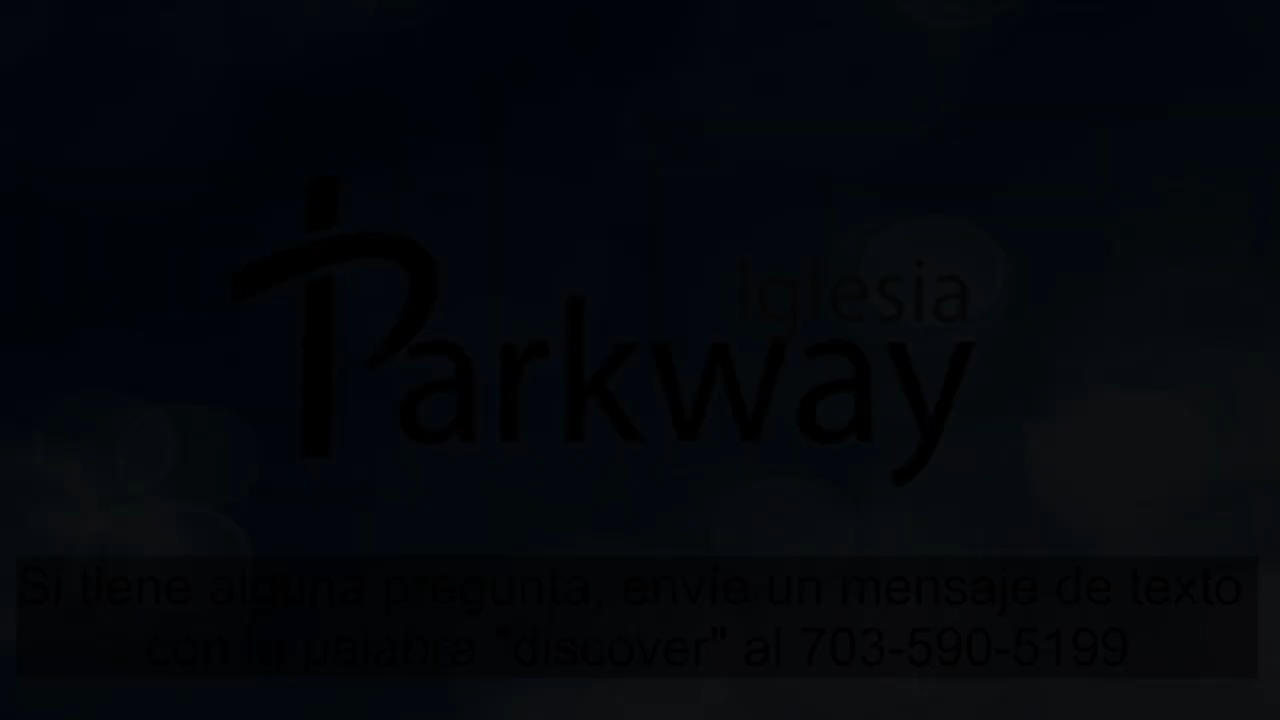 Iglesia
Parkway
Si tiene alguna pregunta, envíe un mensaje de texto
con la palabra "discover" al 703-590-5199